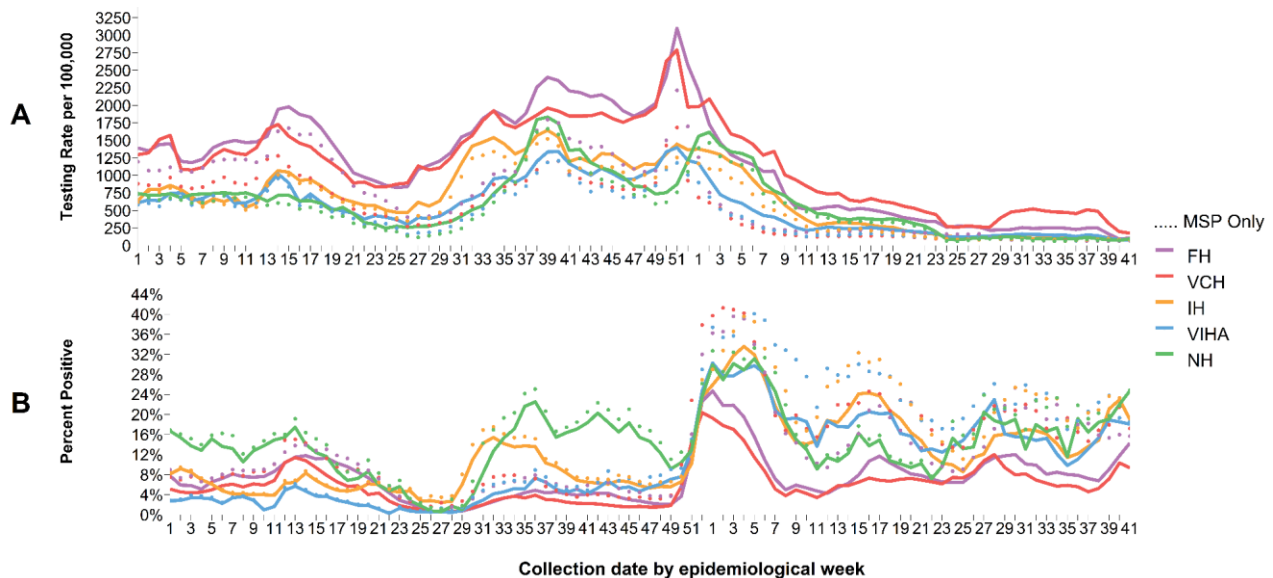 A
Testing Rate per 100,000
3250
3000
2750
2500
2250
2000
1750
1500
1250
1000
750
500
250
0
1 3 5 7 9 11 13 15 17 19 21 23 25 27 29 31 33 35 37 39 41 43 45 47 49 51 1 3 5 7 9 11 13 15 17 19 21 23 25 27 29 31 33 35 37 39 41
..... MSP Only
FH
VCH
IH
VIHA
NH
B
Percent Positive
44%
40%
36%
32%
28%
24%
20%
16%
12%
8%
4%
0%
1 3 5 7 9 11 13 15 17 19 21 23 25 27 29 31 33 35 37 39 41 43 45 47 49 51 1 3 5 7 9 11 13 15 17 19 21 23 25 27 29 31 33 35 37 39 41
Collection date by epidemiological week